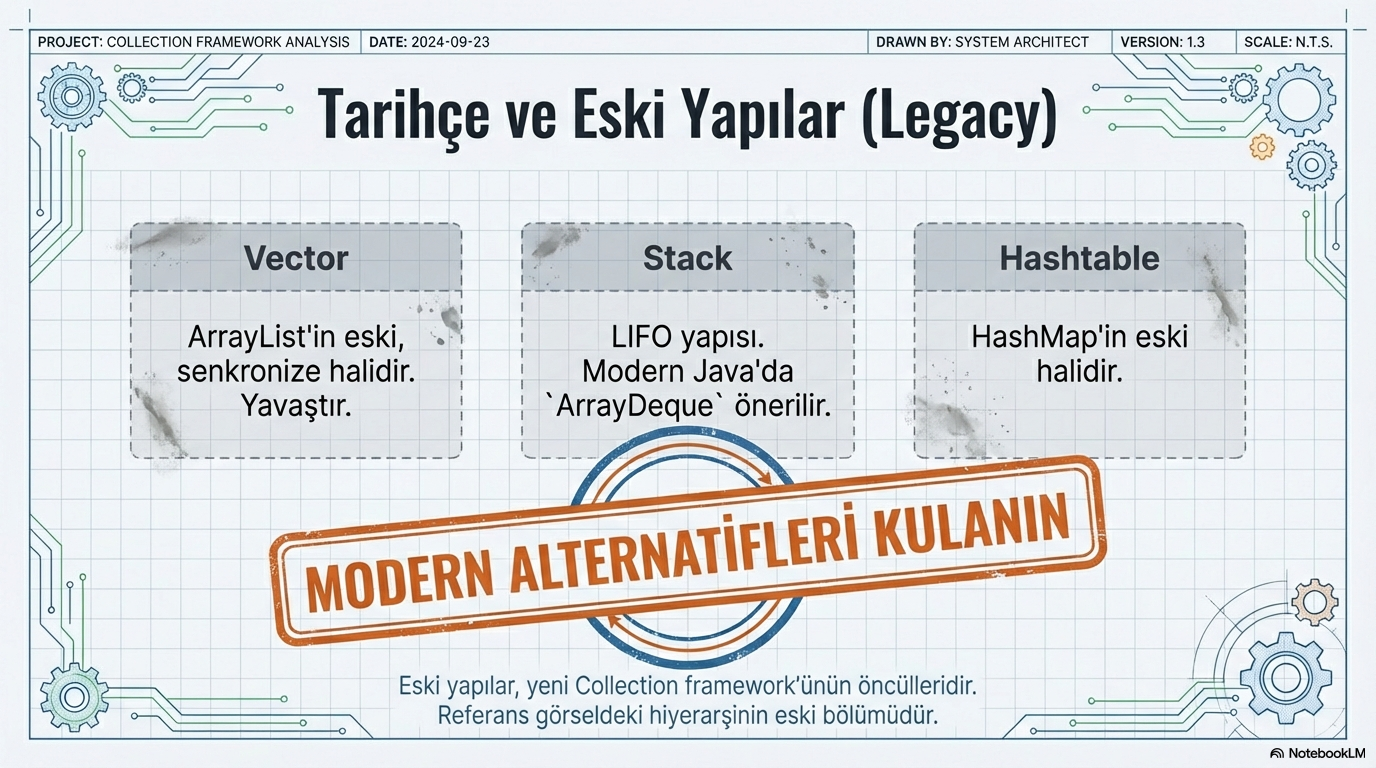 PROJECT: COLLECTION FRAMEWORK ANALYSIS
DATE: 2024-09-23
DRAWN BY: SYSTEM ARCHITECT
VERSION: 1.3
SCALE: N.T.S.
Tarihçe ve Eski Yapılar (Legacy)
Vector
ArrayList'in eski,
senkronize halidir.
Yavaştır.
Stack
LIFO yapısı.
Modern Java'da
`ArrayDeque` önerilir.
Hashtable
HashMap'in eski
halidir.
MODERN ALTERNATİFLERİ KULANIN
Eski yapılar, yeni Collection framework'ünün öncülleridir.
Referans görseldeki hiyerarşinin eski bölümüdür.
NotebookLM